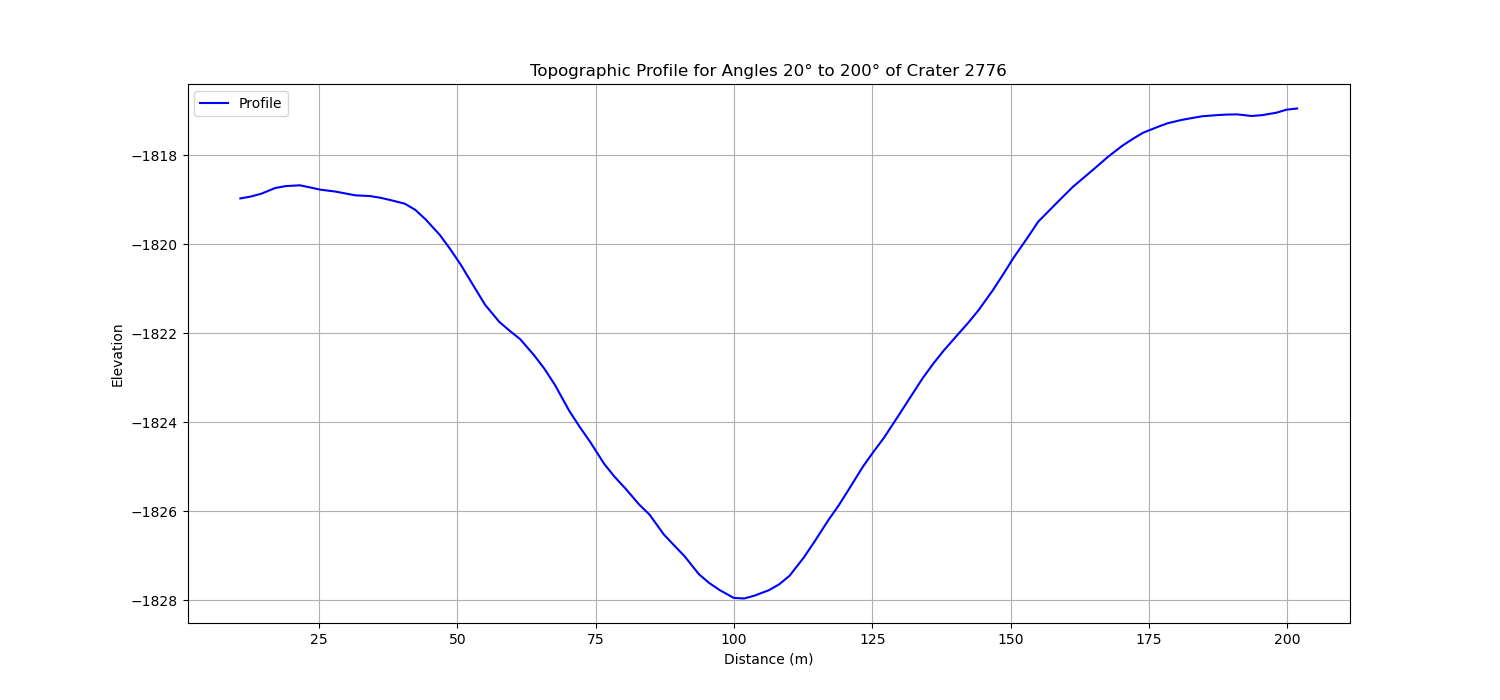 Topographic Profile for Angles 20° to 200° of Crater 2776
Profile
−1818
−1820
−1822
−1824
−1826
−1828
Elevation
25 50 75 100 125 150 175 200
Distance (m)